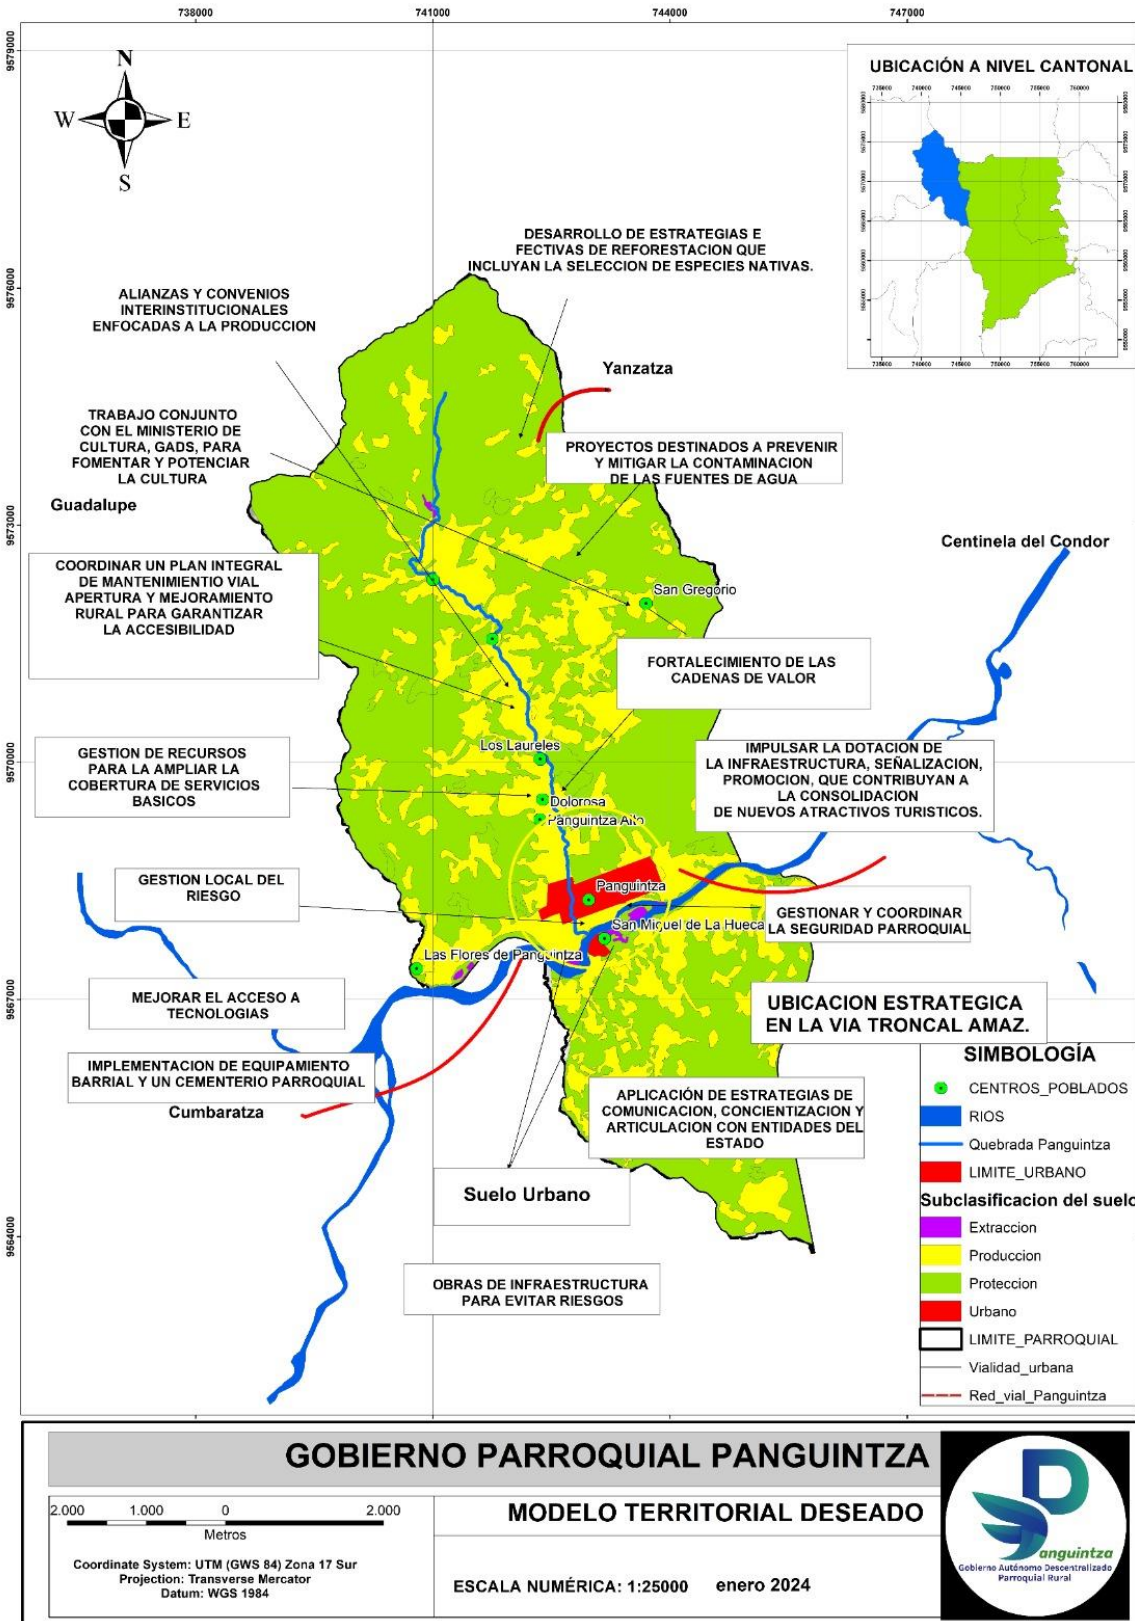 738000
741000
744000
747000
9579000
9576000
9573000
9570000
9567000
9564000
N
W
E
S
UBICACIÓN A NIVEL CANTONAL
DESARROLLO DE ESTRATEGIAS E
FECTIVAS DE REFORESTACION QUE
INCLUYAN LA SELECCION DE ESPECIES NATIVAS.
ALIANZAS Y CONVENIOS
INTERINSTITUCIONALES
ENFOCADAS A LA PRODUCCION
Yanzatza
TRABAJO CONJUNTO
CON EL MINISTERIO DE
CULTURA, GADS, PARA
FOMENTAR Y POTENCIAR
LA CULTURA
PROYECTOS DESTINADOS A PREVENIR
Y MITIGAR LA CONTAMINACION
DE LAS FUENTES DE AGUA
Guadalupe
Centinela del Condor
COORDINAR UN PLAN INTEGRAL
DE MANTENIMIENTIO VIAL
APERTURA Y MEJORAMIENTO
RURAL PARA GARANTIZAR
LA ACCESIBILIDAD
San Gregorio
FORTALECIMIENTO DE LAS
CADENAS DE VALOR
Los Laureles
GESTION DE RECURSOS
PARA LA AMPLIAR LA
COBERTURA DE SERVICIOS
BASICOS
IMPULSAR LA DOTACION DE
LA INFRAESTRUCTURA, SEÑALIZACION,
PROMOCION, QUE CONTRIBUYAN A
LA CONSOLIDACION
DE NUEVOS ATRACTIVOS TURISTICOS.
Dolorosa
Panguintza Alto
GESTION LOCAL DEL
RIESGO
Panguintza
San Miguel de La Hueca
GESTIONAR Y COORDINAR
LA SEGURIDAD PARROQUIAL
Las Flores de Panguintza
MEJORAR EL ACCESO A
TECNOLOGIAS
UBICACION ESTRATEGICA
EN LA VIA TRONCAL AMAZ.
IMPLEMENTACION DE EQUIPAMIENTO
BARRIAL Y UN CEMENTERIO PARROQUIAL
Cumbaratza
APLICACIÓN DE ESTRATEGIAS DE
COMUNICACION, CONCIENTIZACION Y
ARTICULACION CON ENTIDADES DEL
ESTADO
Suelo Urbano
OBRAS DE INFRAESTRUCTURA
PARA EVITAR RIESGOS
SIMBOLOGÍA
CENTROS_POBLADOS
RIOS
Quebrada Panguintza
LIMITE_URBANO
Subclasificacion del suelo
Extraccion
Produccion
Proteccion
Urbano
LIMITE_PARROQUIAL
Vialidad_urbana
Red_vial_Panguintza
GOBIERNO PARROQUIAL PANGUINTZA
2.000 1.000 0 2.000
Metros
Coordinate System: UTM (GWS 84) Zona 17 Sur
Projection: Transverse Mercator
Datum: WGS 1984
MODELO TERRITORIAL DESEADO
ESCALA NUMÉRICA: 1:25000 enero 2024
Panguintza
Gobierno Autónomo Descentralizado
Parroquial Rural